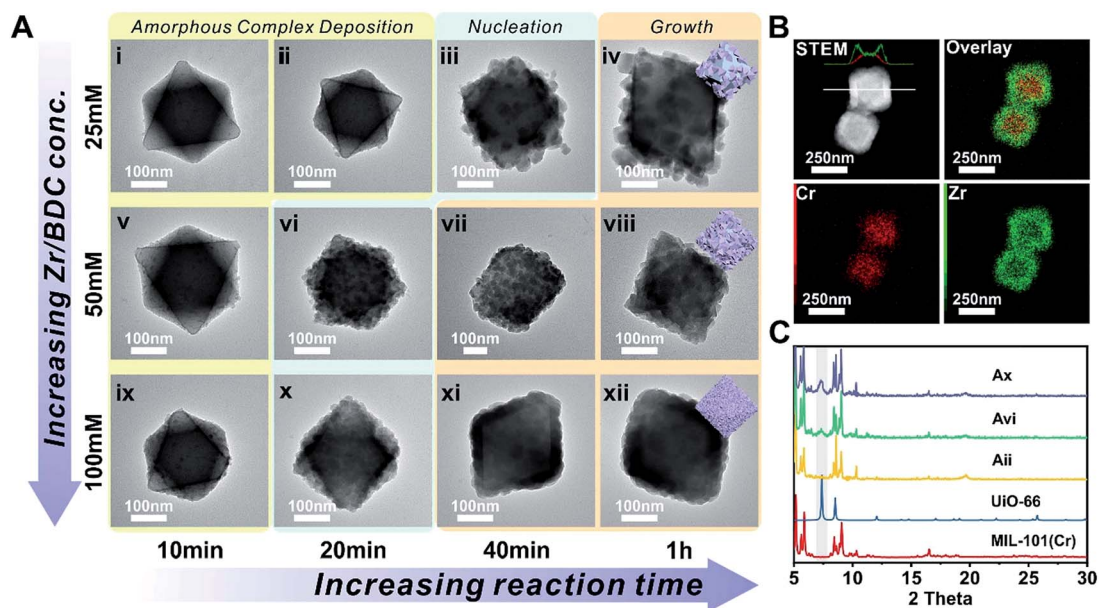 A
Amorphous Complex Deposition
Nucleation
Growth
Increasing Zr/BDC conc.
25mM
i
100nm
ii
100nm
iii
100nm
iv
100nm
50mM
v
100nm
vi
100nm
vii
100nm
viii
100nm
100mM
ix
100nm
x
100nm
xi
100nm
xii
100nm
10min
20min
40min
1h
Increasing reaction time
B
STEM
250nm
Overlay
250nm
Cr
250nm
Zr
250nm
C
Ax
Avi
Aii
UiO-66
MIL-101(Cr)
5 10 15 20 25 30
2 Theta